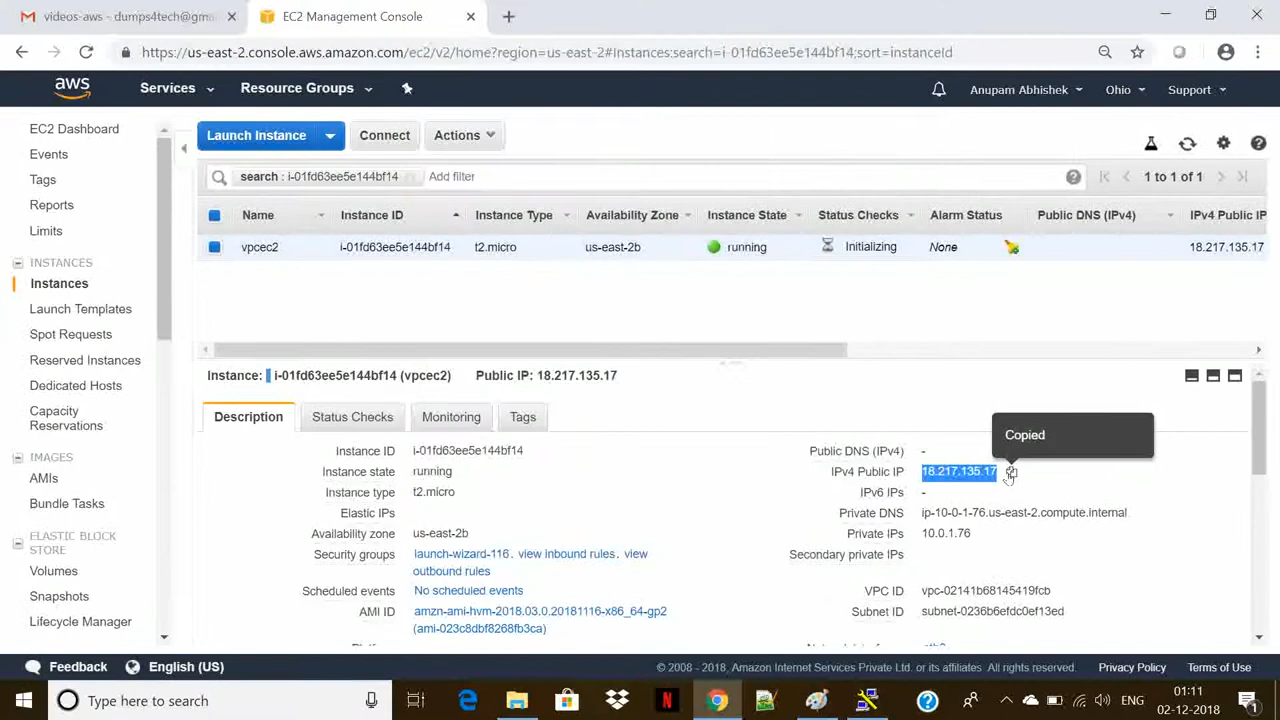 videos-aws - dumps4tech@gma
EC2 Management Console
https://us-east-2.console.aws.amazon.com/ec2/v2/home?region=us-east-2#Instances:search=i-01fd63ee5e144bf14;sort=instanceId
aws
Services
Resource Groups
Anupam Abhishek
Ohio
Support
EC2 Dashboard
Events
Tags
Reports
Limits
INSTANCES
Instances
Launch Templates
Spot Requests
Reserved Instances
Dedicated Hosts
Capacity
Reservations
IMAGES
AMIs
Bundle Tasks
ELASTIC BLOCK
STORE
Volumes
Snapshots
Lifecycle Manager
Launch Instance
Connect
Actions
search : i-01fd63ee5e144bf14
Add filter
1 to 1 of 1
Name Instance ID Instance Type Availability Zone Instance State Status Checks Alarm Status Public DNS (IPv4) IPv4 Public IP
vpcec2 i-01fd63ee5e144bf14 t2.micro us-east-2b running Initializing None 18.217.135.17
Instance: i-01fd63ee5e144bf14 (vpcec2) Public IP: 18.217.135.17
Description
Status Checks
Monitoring
Tags
Copied
Instance ID i-01fd63ee5e144bf14
Public DNS (IPv4) -
Instance state running
IPv4 Public IP 18.217.135.17
Instance type t2.micro
IPv6 IPs -
Elastic IPs
Private DNS ip-10-0-1-76.us-east-2.compute.internal
Availability zone us-east-2b
Private IPs 10.0.1.76
Security groups launch-wizard-116. view inbound rules. view
outbound rules
Secondary private IPs
Scheduled events No scheduled events
VPC ID vpc-02141b68145419fcb
AMI ID amzn-ami-hvm-2018.03.0.20181116-x86_64-gp2
(ami-023c8dbf8268fb3ca)
Subnet ID subnet-0236b6efdc0ef13ed
Feedback
English (US)
© 2008 - 2018, Amazon Internet Services Private Ltd. or its affiliates. All rights reserved.
Privacy Policy
Terms of Use
Type here to search
ENG
01:11
02-12-2018
1